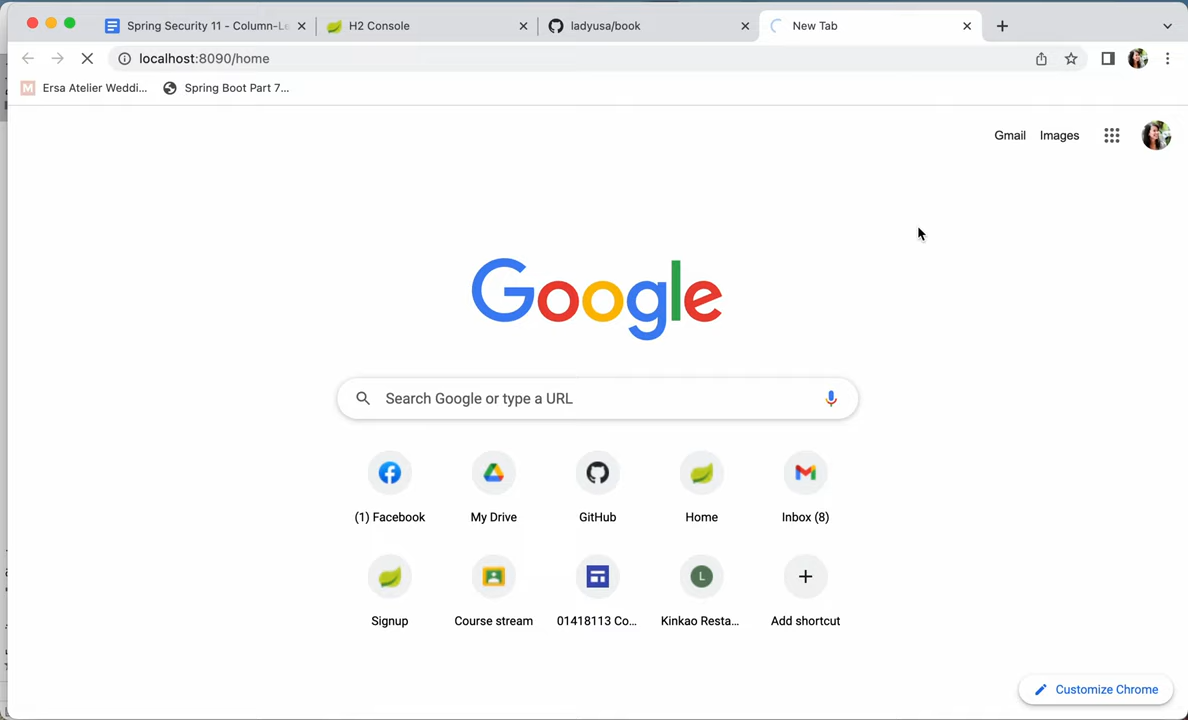 Spring Security 11 - Column-Le
H2 Console
ladyusa/book
New Tab
localhost:8090/home
Ersa Atelier Weddi...
Spring Boot Part 7...
Gmail
Images
Google
Search Google or type a URL
(1) Facebook
My Drive
GitHub
Home
Inbox (8)
L
Signup
Course stream
01418113 Co...
Kinkao Resta...
Add shortcut
Customize Chrome